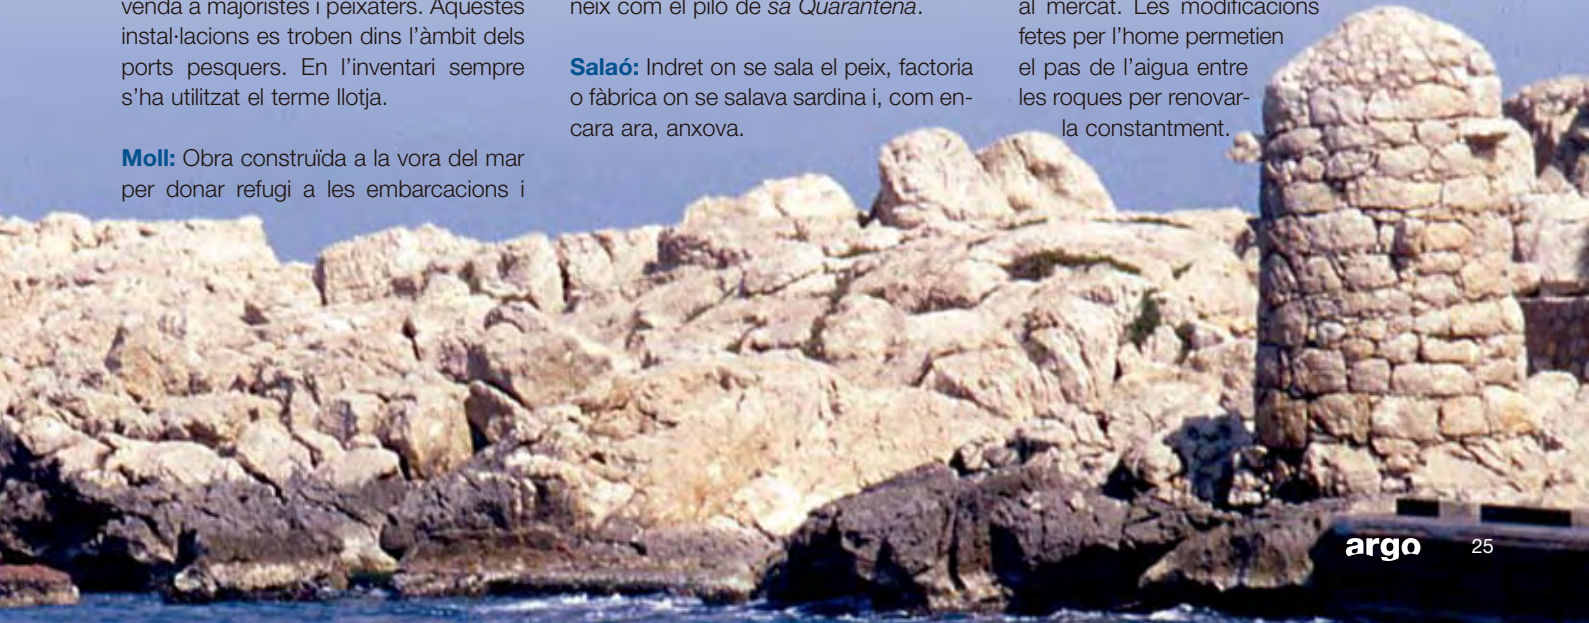 venda a majoristes i peixaters. Aquestes
instal·lacions es troben dins l’àmbit dels
ports pesquers. En l’inventari sempre
s’ha utilitzat el terme llotja.
Moll: Obra construïda a la vora del mar
per donar refugi a les embarcacions i
neix com el piló de sa Quarantena.
Salaó: Indret on se sala el peix, factoria
o fàbrica on se salava sardina i, com en-
cara ara, anxova.
al mercat. Les modificacions
fetes per l’home permetien
el pas de l’aigua entre
les roques per renovar-
la constantment.
argo 25